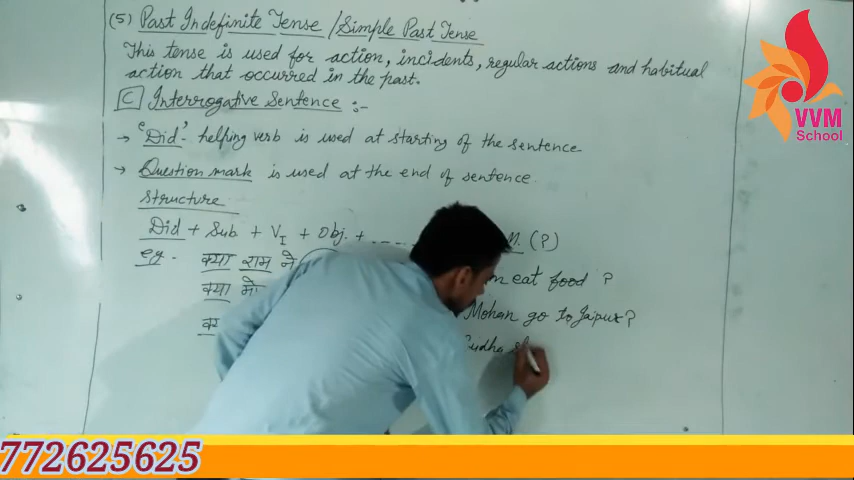 (5) Past Indefinite Tense / Simple Past Tense
This tense is used for action, incidents, regular actions and habitual
action that occurred in the past.
C Interrogative Sentence :-
→ "Did" - helping verb is used at starting of the sentence
→ Question mark is used at the end of sentence.
Structure
Did + Sub + V I + Obj. + ...... M. (?)
eg - क्या राम ने eat food ?
क्या Mohan go to Jaipur?
Sudha
VVM
School
772625625